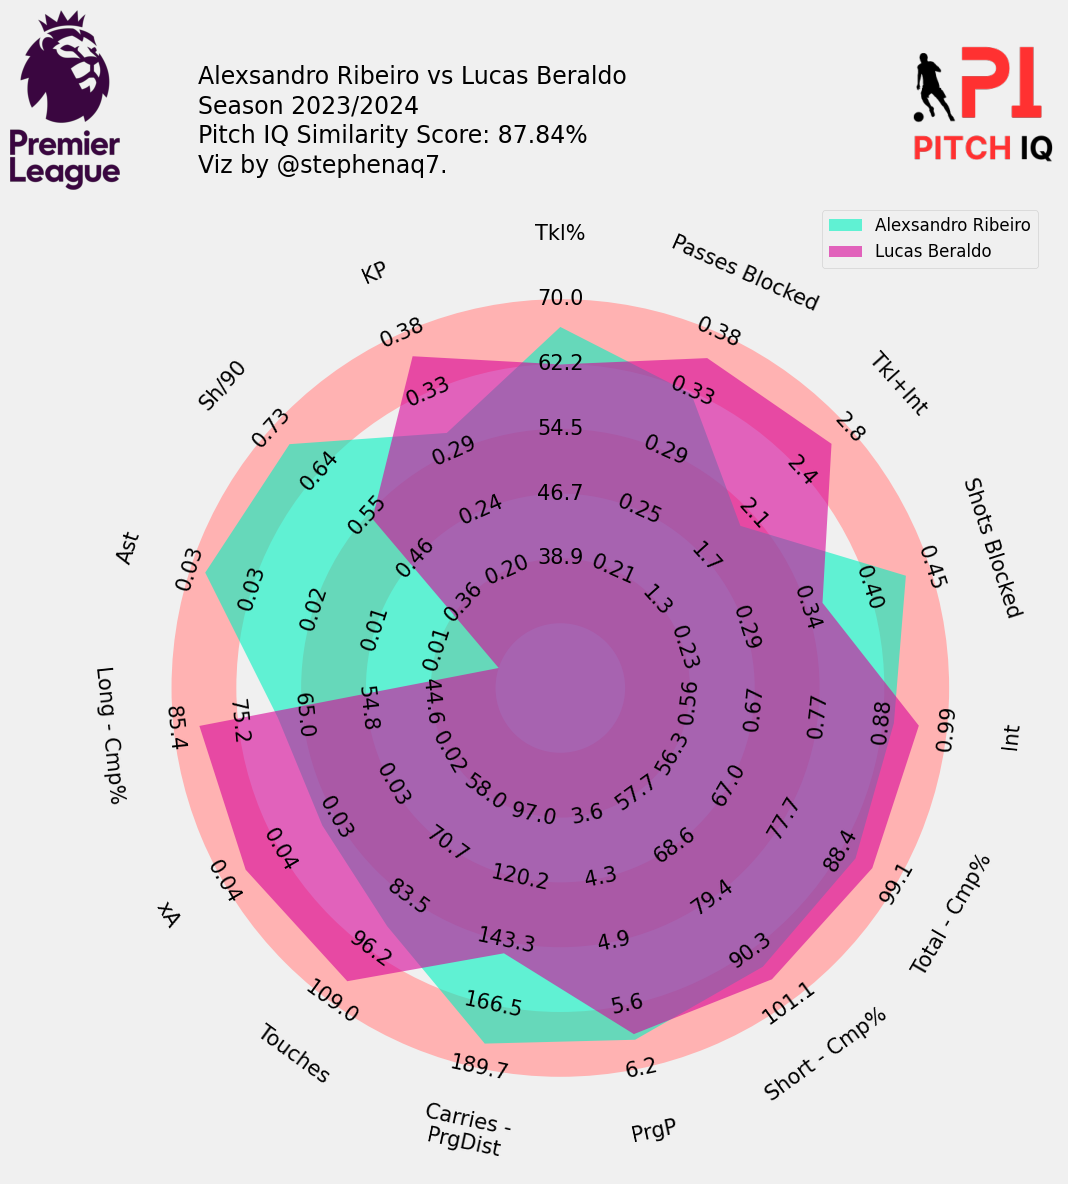 Premier
League
Alexsandro Ribeiro vs Lucas Beraldo
Season 2023/2024
Pitch IQ Similarity Score: 87.84%
Viz by @stephenaq7.
PI
PITCH IQ
Alexsandro Ribeiro
Lucas Beraldo
Tkl%
38.9
46.7
54.5
62.2
70.0
Passes Blocked
0.21
0.25
0.29
0.33
0.38
Tkl+Int
1.3
1.7
2.1
2.4
2.8
Shots Blocked
0.23
0.29
0.34
0.40
0.45
Int
0.56
0.67
0.77
0.88
0.99
Total - Cmp%
56.3
67.0
77.7
88.4
99.1
Short - Cmp%
57.7
68.6
79.4
90.3
101.1
PrgP
3.6
4.3
4.9
5.6
6.2
Carries -
PrgDist
97.0
120.2
143.3
166.5
189.7
Touches
58.0
70.7
83.5
96.2
109.0
xA
0.02
0.03
0.03
0.04
0.04
Long - Cmp%
44.6
54.8
65.0
75.2
85.4
Ast
0.01
0.01
0.02
0.03
0.03
Sh/90
0.36
0.46
0.55
0.64
0.73
KP
0.20
0.24
0.29
0.33
0.38